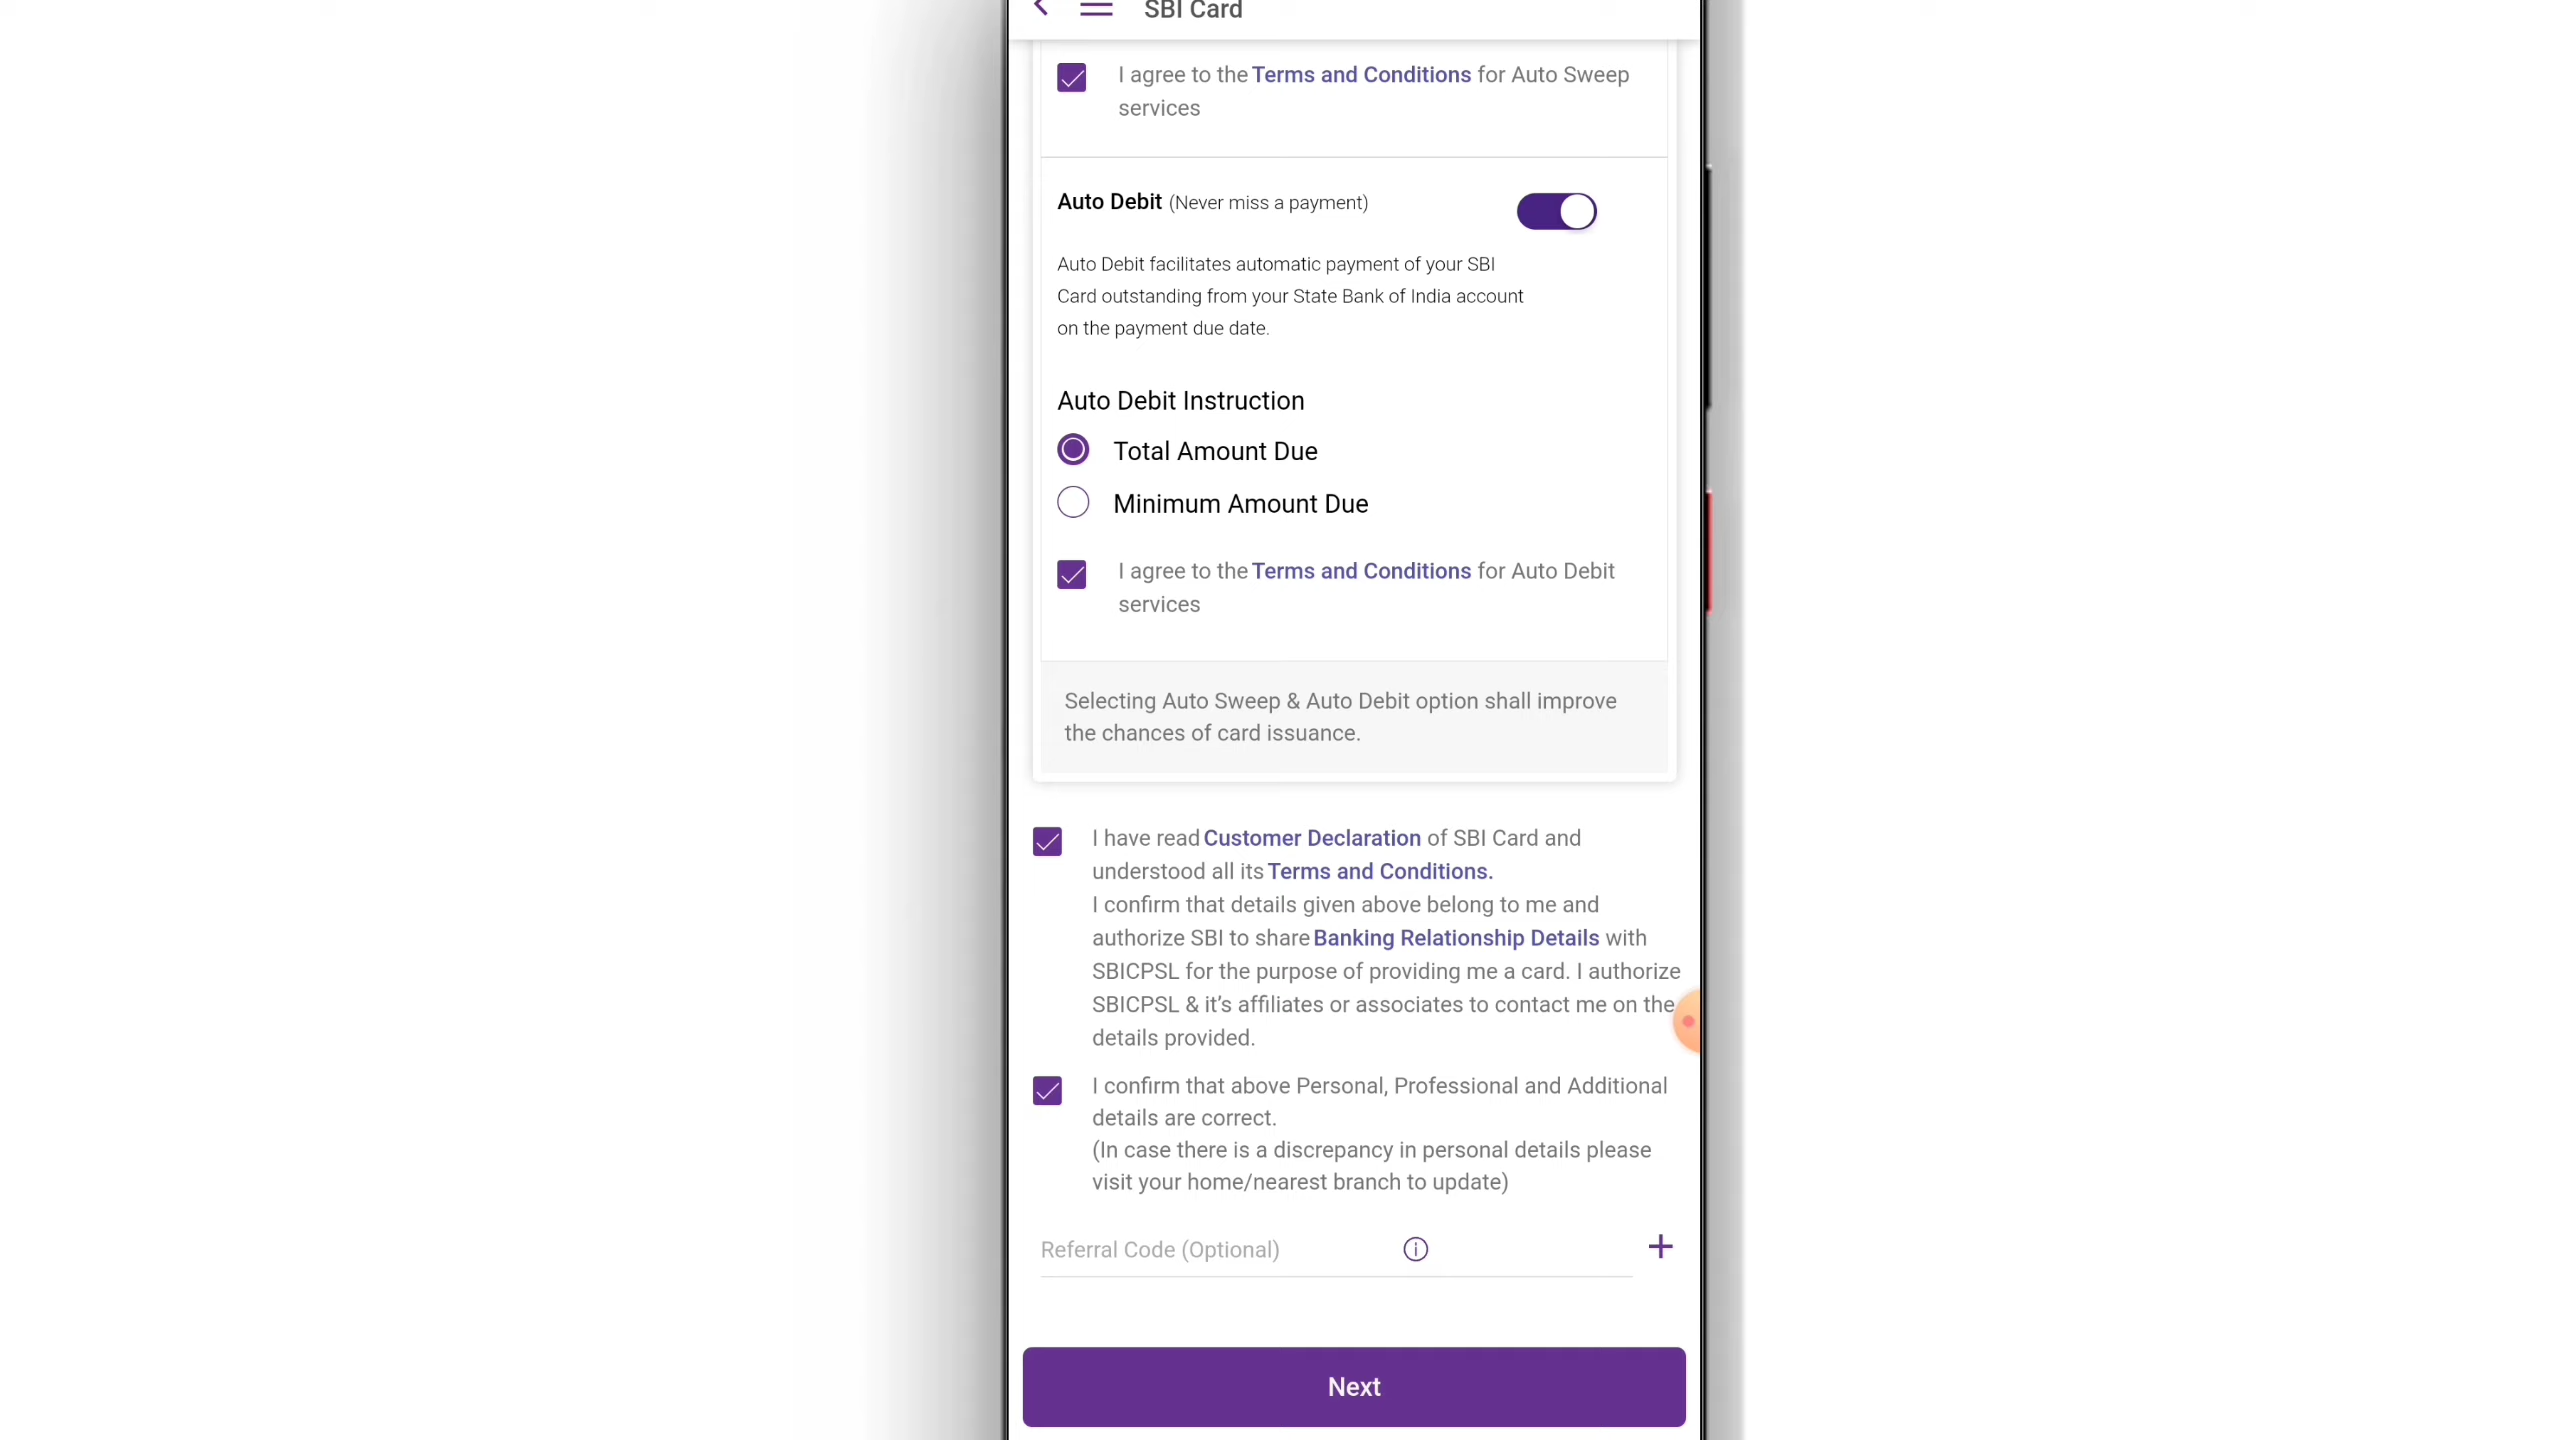 SBI Card
I agree to the Terms and Conditions for Auto Sweep
services
Auto Debit (Never miss a payment)
Auto Debit facilitates automatic payment of your SBI
Card outstanding from your State Bank of India account
on the payment due date.
Auto Debit Instruction
Total Amount Due
Minimum Amount Due
I agree to the Terms and Conditions for Auto Debit
services
Selecting Auto Sweep & Auto Debit option shall improve
the chances of card issuance.
I have read Customer Declaration of SBI Card and
understood all its Terms and Conditions.
I confirm that details given above belong to me and
authorize SBI to share Banking Relationship Details with
SBICPSL for the purpose of providing me a card. I authorize
SBICPSL & it's affiliates or associates to contact me on the
details provided.
I confirm that above Personal, Professional and Additional
details are correct.
(In case there is a discrepancy in personal details please
visit your home/nearest branch to update)
Referral Code (Optional)
Next